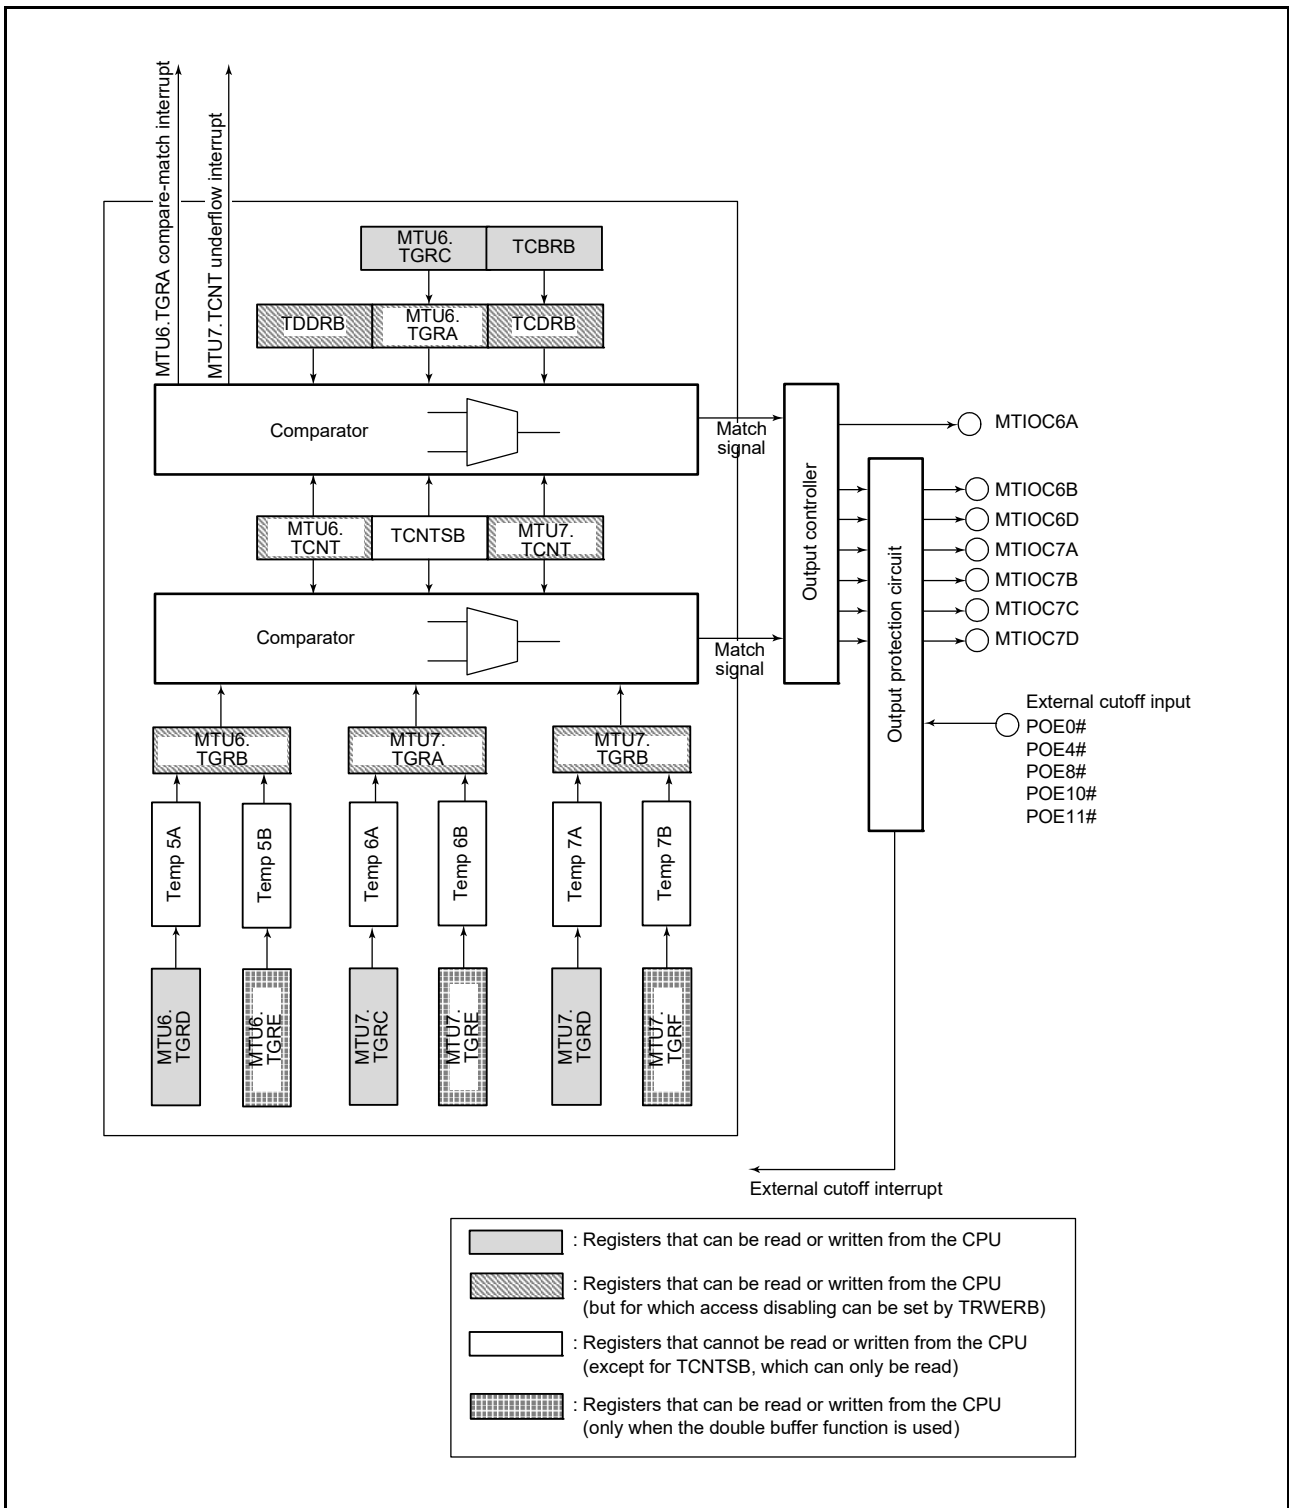 MTU6.TGRA compare-match interrupt
MTU7.TCNT underflow interrupt
MTU6.
TGRC
TCBRB
TDDRB
MTU6.
TGRA
TCDRB
Comparator
Match
signal
MTU6.
TCNT
TCNTSB
MTU7.
TCNT
Comparator
Match
signal
Output controller
Output protection circuit
MTIOC6A
MTIOC6B
MTIOC6D
MTIOC7A
MTIOC7B
MTIOC7C
MTIOC7D
External cutoff input
POE0#
POE4#
POE8#
POE10#
POE11#
MTU6.
TGRB
MTU7.
TGRA
MTU7.
TGRB
Temp 5A
Temp 5B
Temp 6A
Temp 6B
Temp 7A
Temp 7B
MTU6.
TGRD
MTU6.
TGRE
MTU7.
TGRC
MTU7.
TGRE
MTU7.
TGRD
MTU7.
TGRF
External cutoff interrupt
: Registers that can be read or written from the CPU
: Registers that can be read or written from the CPU
(but for which access disabling can be set by TRWERB)
: Registers that cannot be read or written from the CPU
(except for TCNTSB, which can only be read)
: Registers that can be read or written from the CPU
(only when the double buffer function is used)